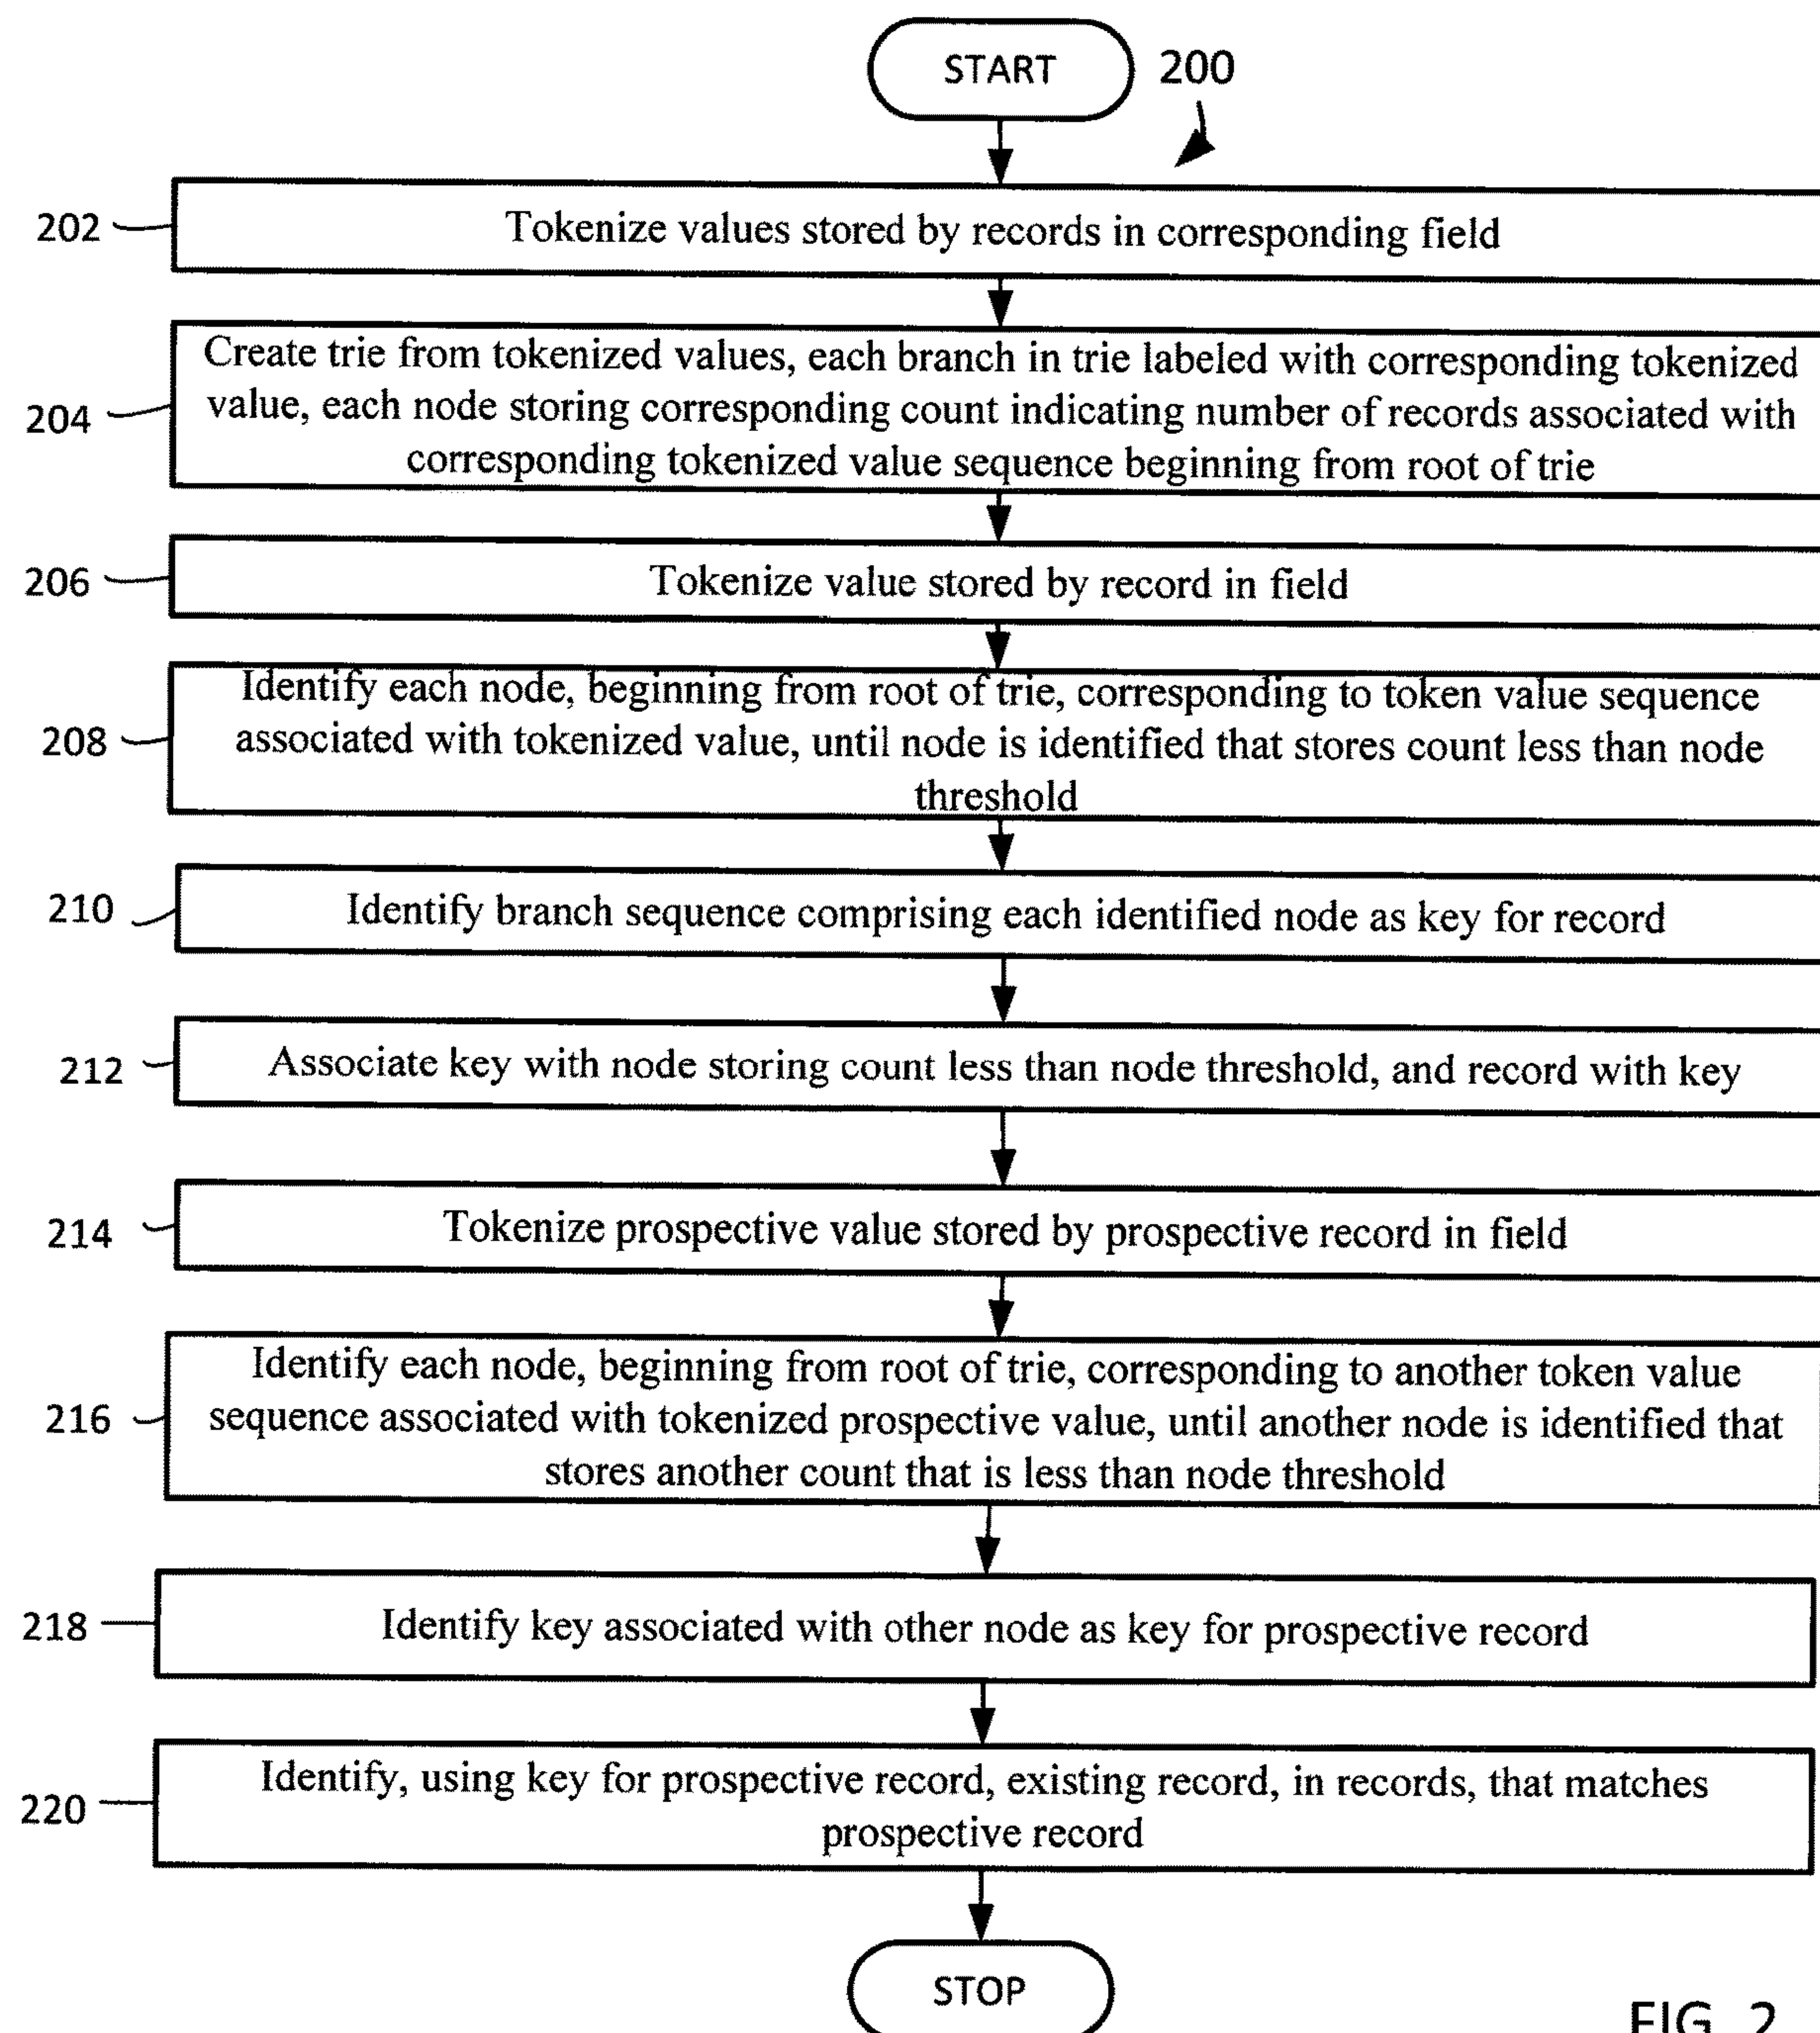 START
200
202
Tokenize values stored by records in corresponding field
204
Create trie from tokenized values, each branch in trie labeled with corresponding tokenized
value, each node storing corresponding count indicating number of records associated with
corresponding tokenized value sequence beginning from root of trie
206
Tokenize value stored by record in field
208
Identify each node, beginning from root of trie, corresponding to token value sequence
associated with tokenized value, until node is identified that stores count less than node
threshold
210
Identify branch sequence comprising each identified node as key for record
212
Associate key with node storing count less than node threshold, and record with key
214
Tokenize prospective value stored by prospective record in field
216
Identify each node, beginning from root of trie, corresponding to another token value
sequence associated with tokenized prospective value, until another node is identified that
stores another count that is less than node threshold
218
Identify key associated with other node as key for prospective record
220
Identify, using key for prospective record, existing record, in records, that matches
prospective record
STOP
FIG. 2